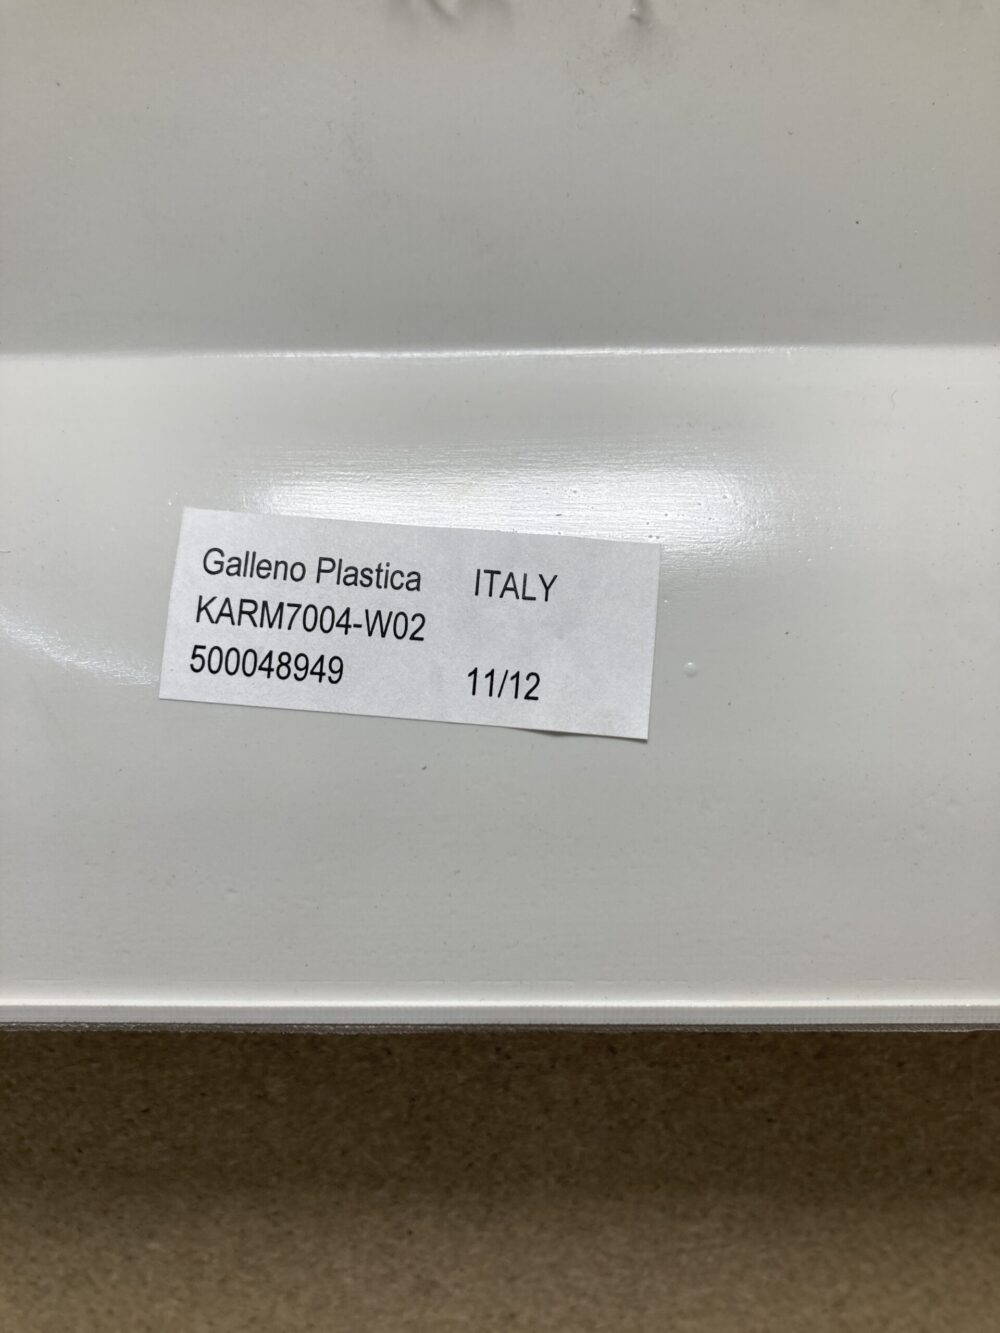 Galleno Plastica ITALY
KARM7004-W02
500048949 11/12